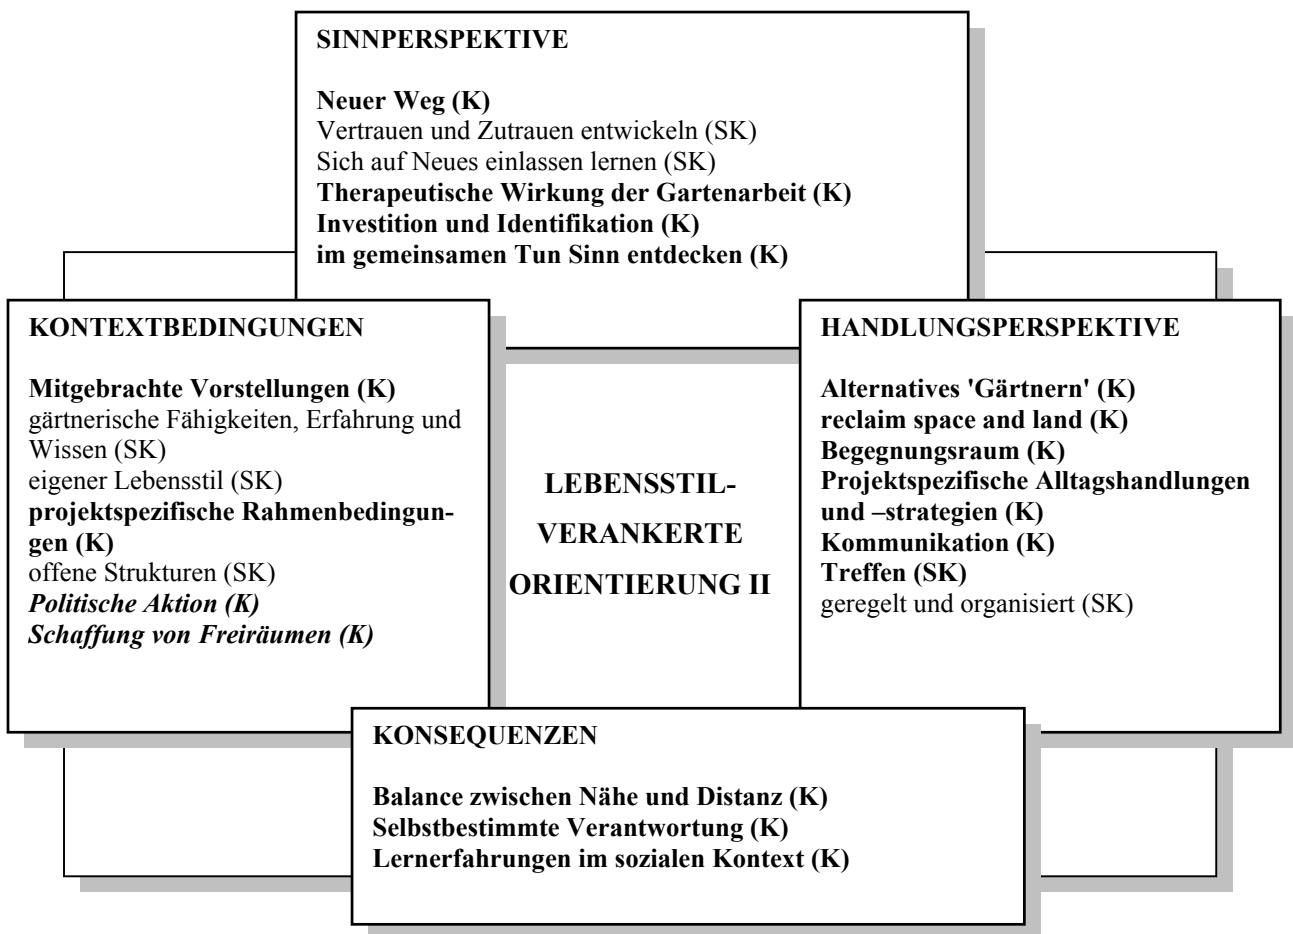 SINNPERSPEKTIVE
Neuer Weg (K)
Vertrauen und Zutrauen entwickeln (SK)
Sich auf Neues einlassen lernen (SK)
Therapeutische Wirkung der Gartenarbeit (K)
Investition und Identifikation (K)
im gemeinsamen Tun Sinn entdecken (K)
KONTEXTBEDINGUNGEN
Mitgebrachte Vorstellungen (K)
gärtnerische Fähigkeiten, Erfahrung und
Wissen (SK)
eigener Lebensstil (SK)
projektspezifische Rahmenbedingun-
gen (K)
offene Strukturen (SK)
Politische Aktion (K)
Schaffung von Freiräumen (K)
LEBENSSTIL-
VERANKERTE
ORIENTIERUNG II
HANDLUNGSPERSPEKTIVE
Alternatives 'Gärtnern' (K)
reclaim space and land (K)
Begegnungsraum (K)
Projektspezifische Alltagshandlungen
und –strategien (K)
Kommunikation (K)
Treffen (SK)
geregelt und organisiert (SK)
KONSEQUENZEN
Balance zwischen Nähe und Distanz (K)
Selbstbestimmte Verantwortung (K)
Lernerfahrungen im sozialen Kontext (K)